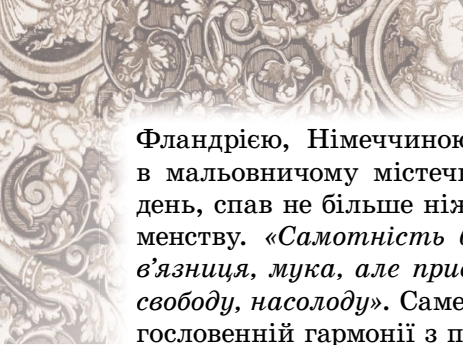 Фландрією, Німеччиною
в мальовничому містечк
день, спав не більше ніж
менству. «Самотність б
в'язниця, мука, але прис
свободу, насолоду». Саме
гословенній гармонії з п